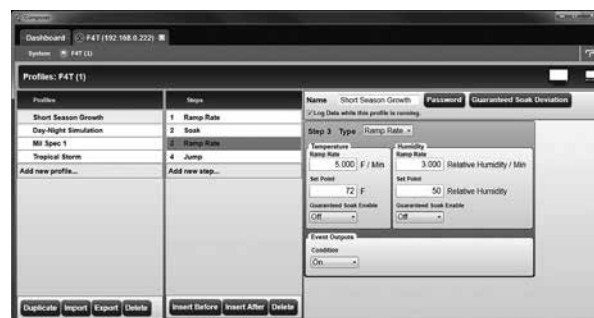 Composer
Dashboard F4T (192.168.0.222)
System F4T (1)
Profiles: F4T (1)
Profiles
Short Season Growth
Day-Night Simulation
Mil Spec 1
Tropical Storm
Add new profile...
Duplicate Import Export Delete
Steps
1 Ramp Rate
2 Soak
3 Ramp Rate
4 Jump
Add new step...
Insert Before Insert After Delete
Name Short Season Growth Password Guaranteed Soak Deviation
Log Data while this profile is running.
Step 3 Type Ramp Rate
Temperature
Ramp Rate
5.000 F / Min
Set Point
72 F
Guaranteed Soak Enable
Off
Humidity
Ramp Rate
3.000 Relative Humidity / Min
Set Point
50 Relative Humidity
Guaranteed Soak Enable
Off
Event Outputs
Condition
On